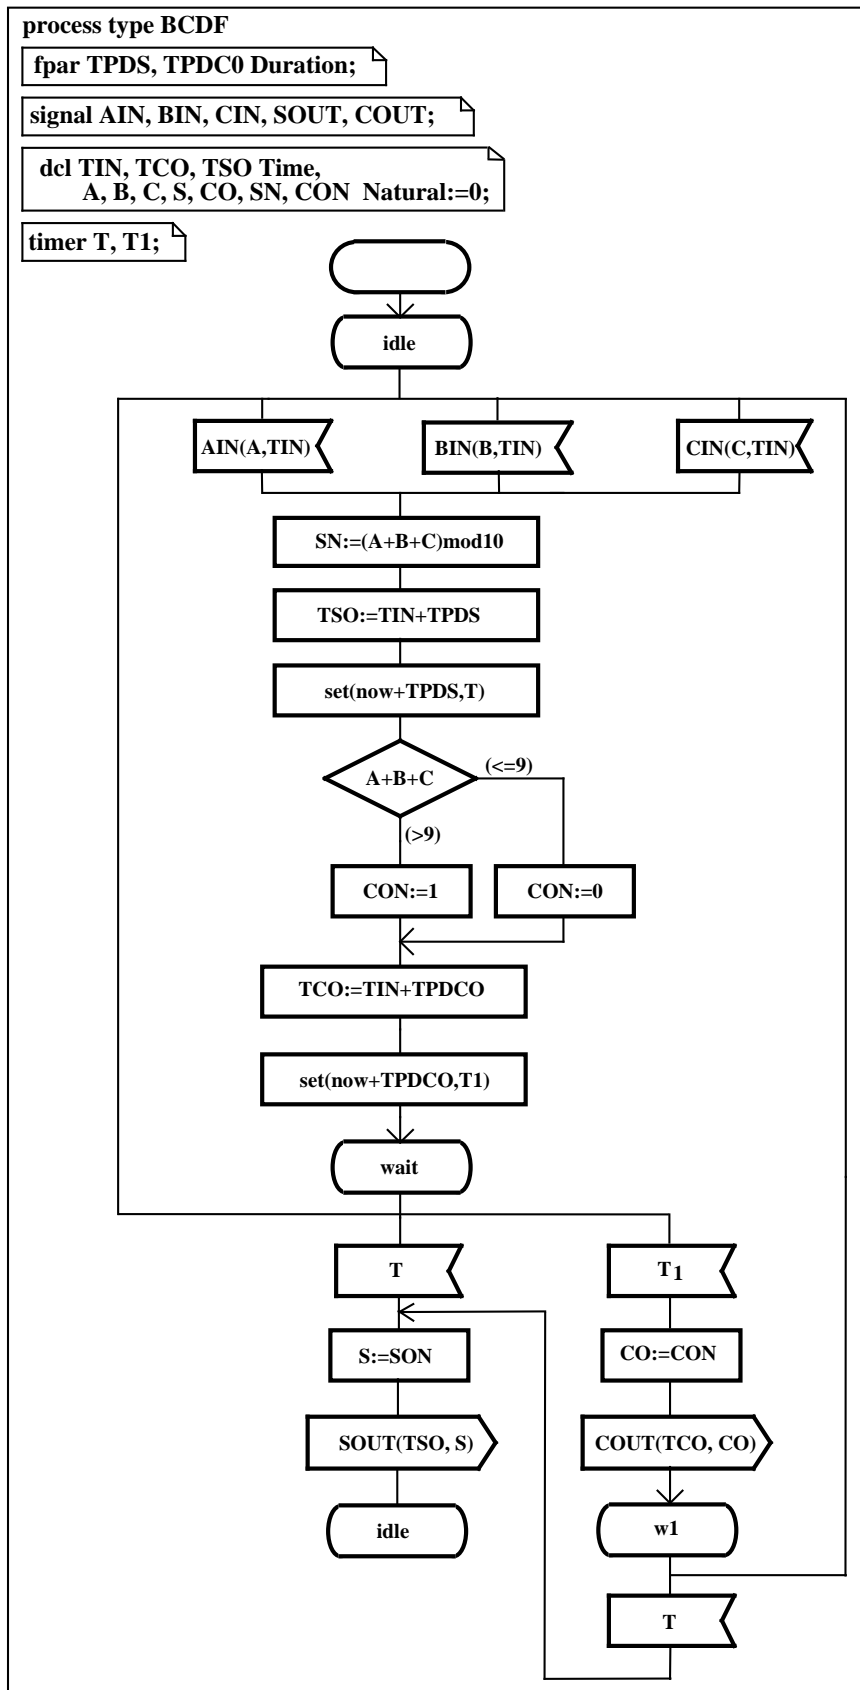 process type BCDF
fpar TPDS, TPDC0 Duration;
signal AIN, BIN, CIN, SOUT, COUT;
dcl TIN, TCO, TSO Time,
A, B, C, S, CO, SN, CON Natural:=0;
timer T, T1;
idle
AIN(A,TIN)
BIN(B,TIN)
CIN(C,TIN)
SN:=(A+B+C)mod10
TSO:=TIN+TPDS
set(now+TPDS,T)
A+B+C
(<=9)
(>9)
CON:=1
CON:=0
TCO:=TIN+TPDCO
set(now+TPDCO,T1)
wait
T
T1
S:=SON
CO:=CON
SOUT(TSO, S)
COUT(TCO, CO)
idle
w1
T